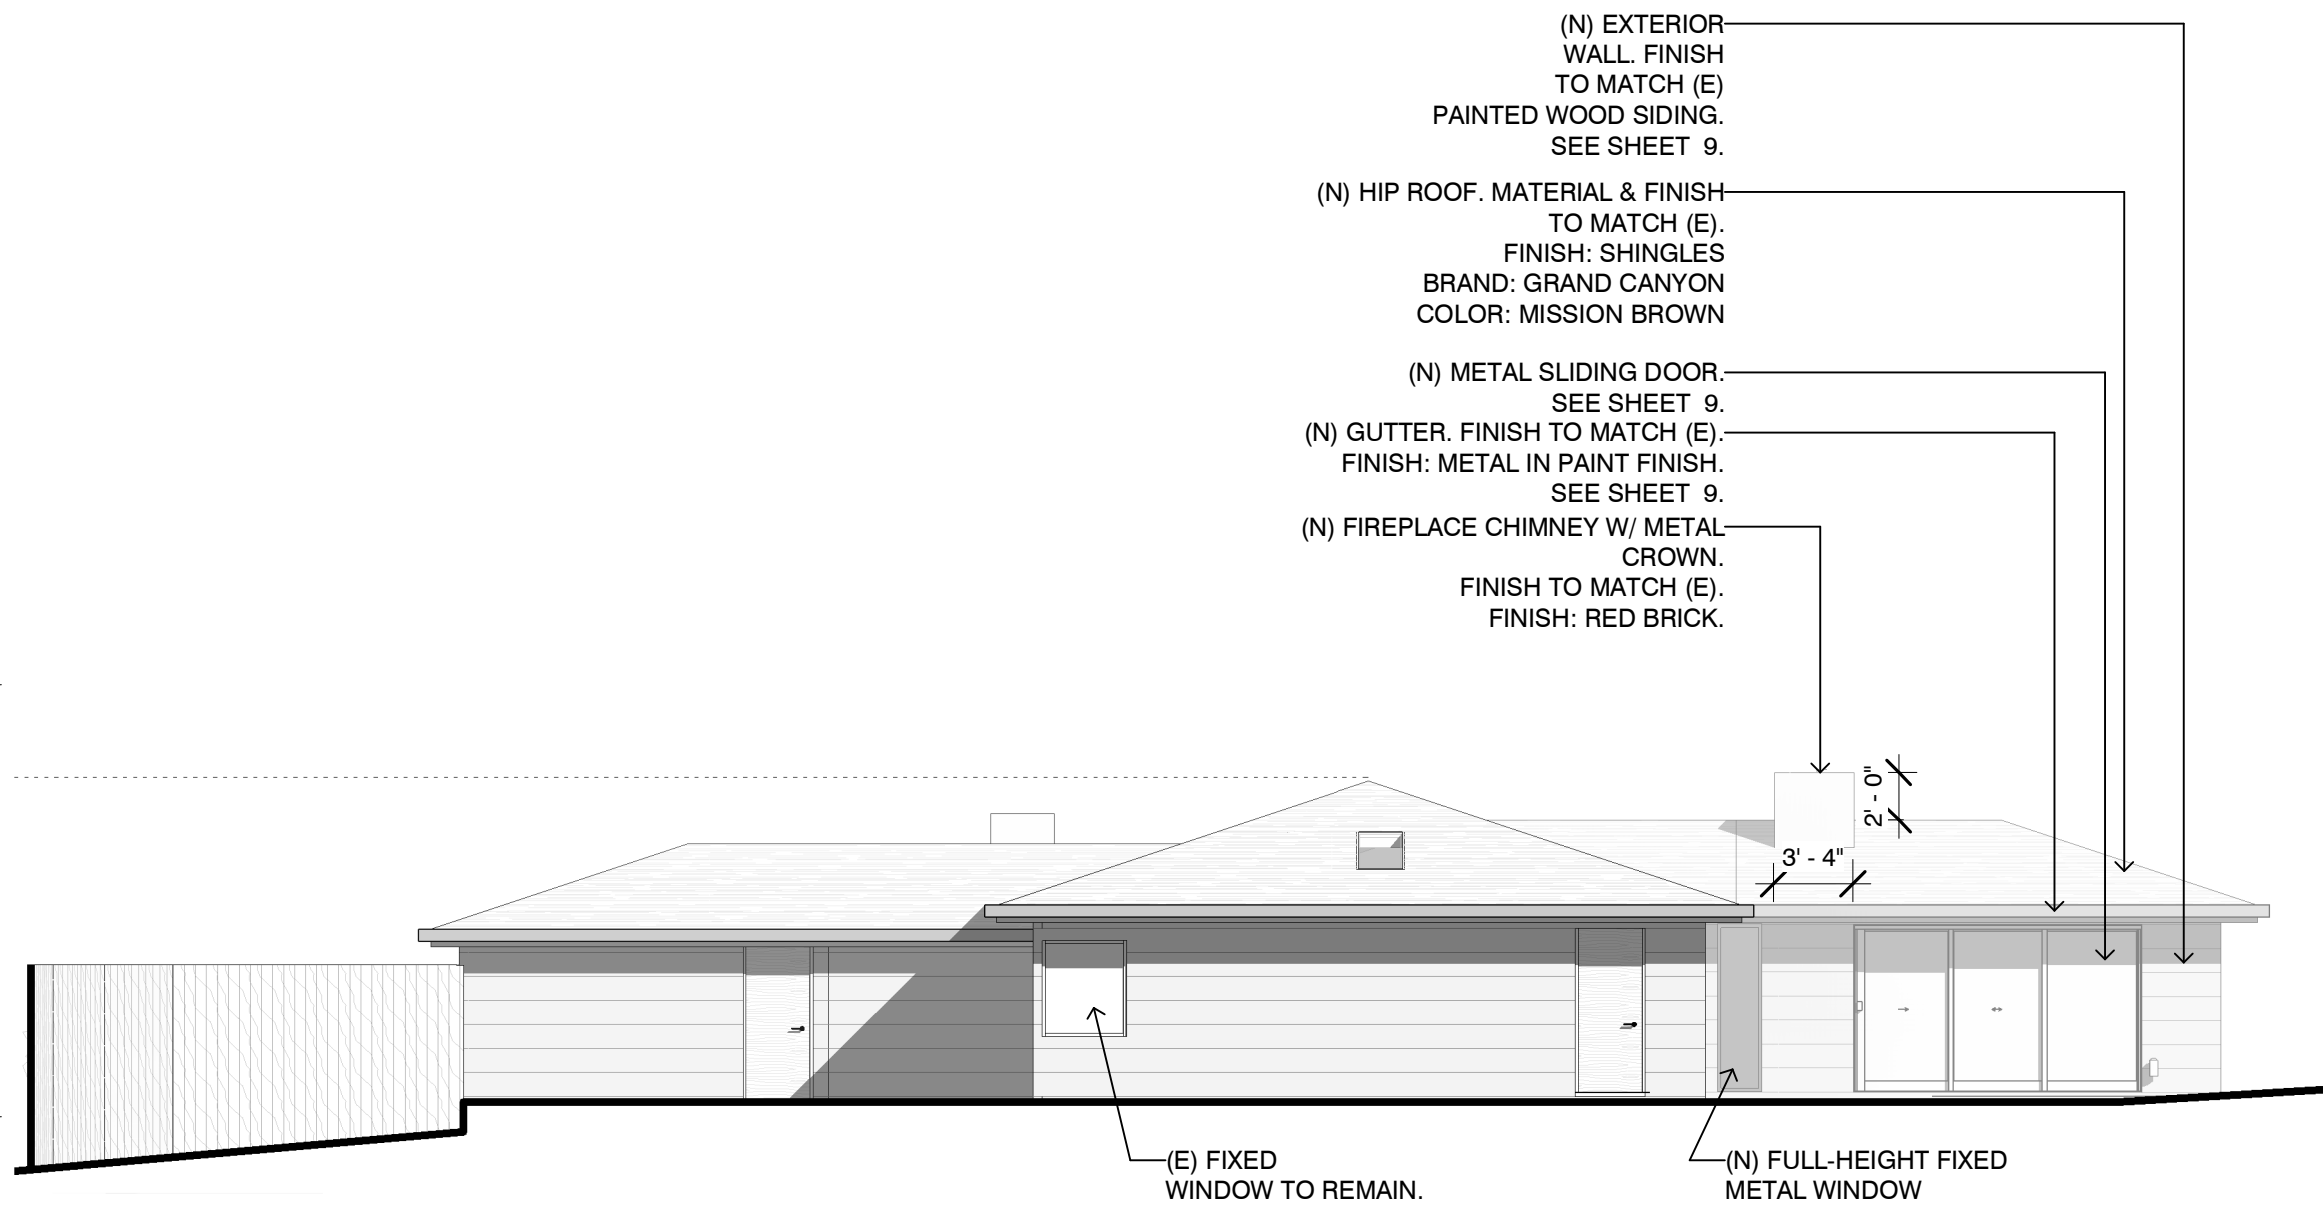 (N) EXTERIOR
WALL. FINISH
TO MATCH (E)
PAINTED WOOD SIDING.
SEE SHEET  9.
(N) HIP ROOF. MATERIAL & FINISH
TO MATCH (E).
FINISH: SHINGLES
BRAND: GRAND CANYON
COLOR: MISSION BROWN
(N) METAL SLIDING DOOR.
SEE SHEET  9.
(N) GUTTER. FINISH TO MATCH (E).
FINISH: METAL IN PAINT FINISH.
SEE SHEET  9.
(N) FIREPLACE CHIMNEY W/ METAL
CROWN.
FINISH TO MATCH (E).
FINISH: RED BRICK.
2' - 0"
3' - 4"
(E) FIXED
WINDOW TO REMAIN.
(N) FULL-HEIGHT FIXED
METAL WINDOW